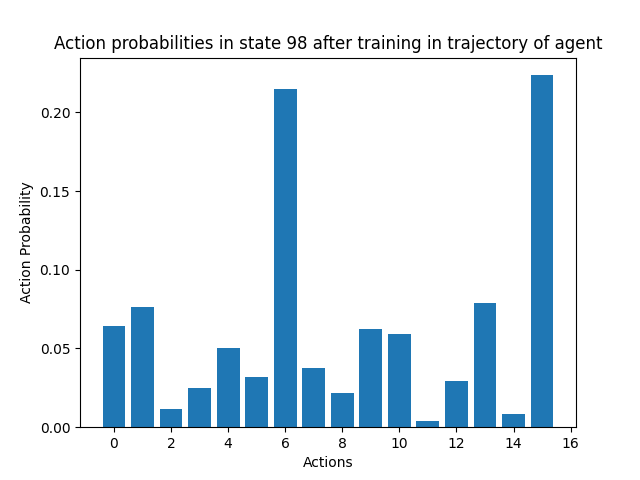 Action probabilities in state 98 after training in trajectory of agent
Action Probability
0.20
0.15
0.10
0.05
0.00
0 2 4 6 8 10 12 14 16
Actions